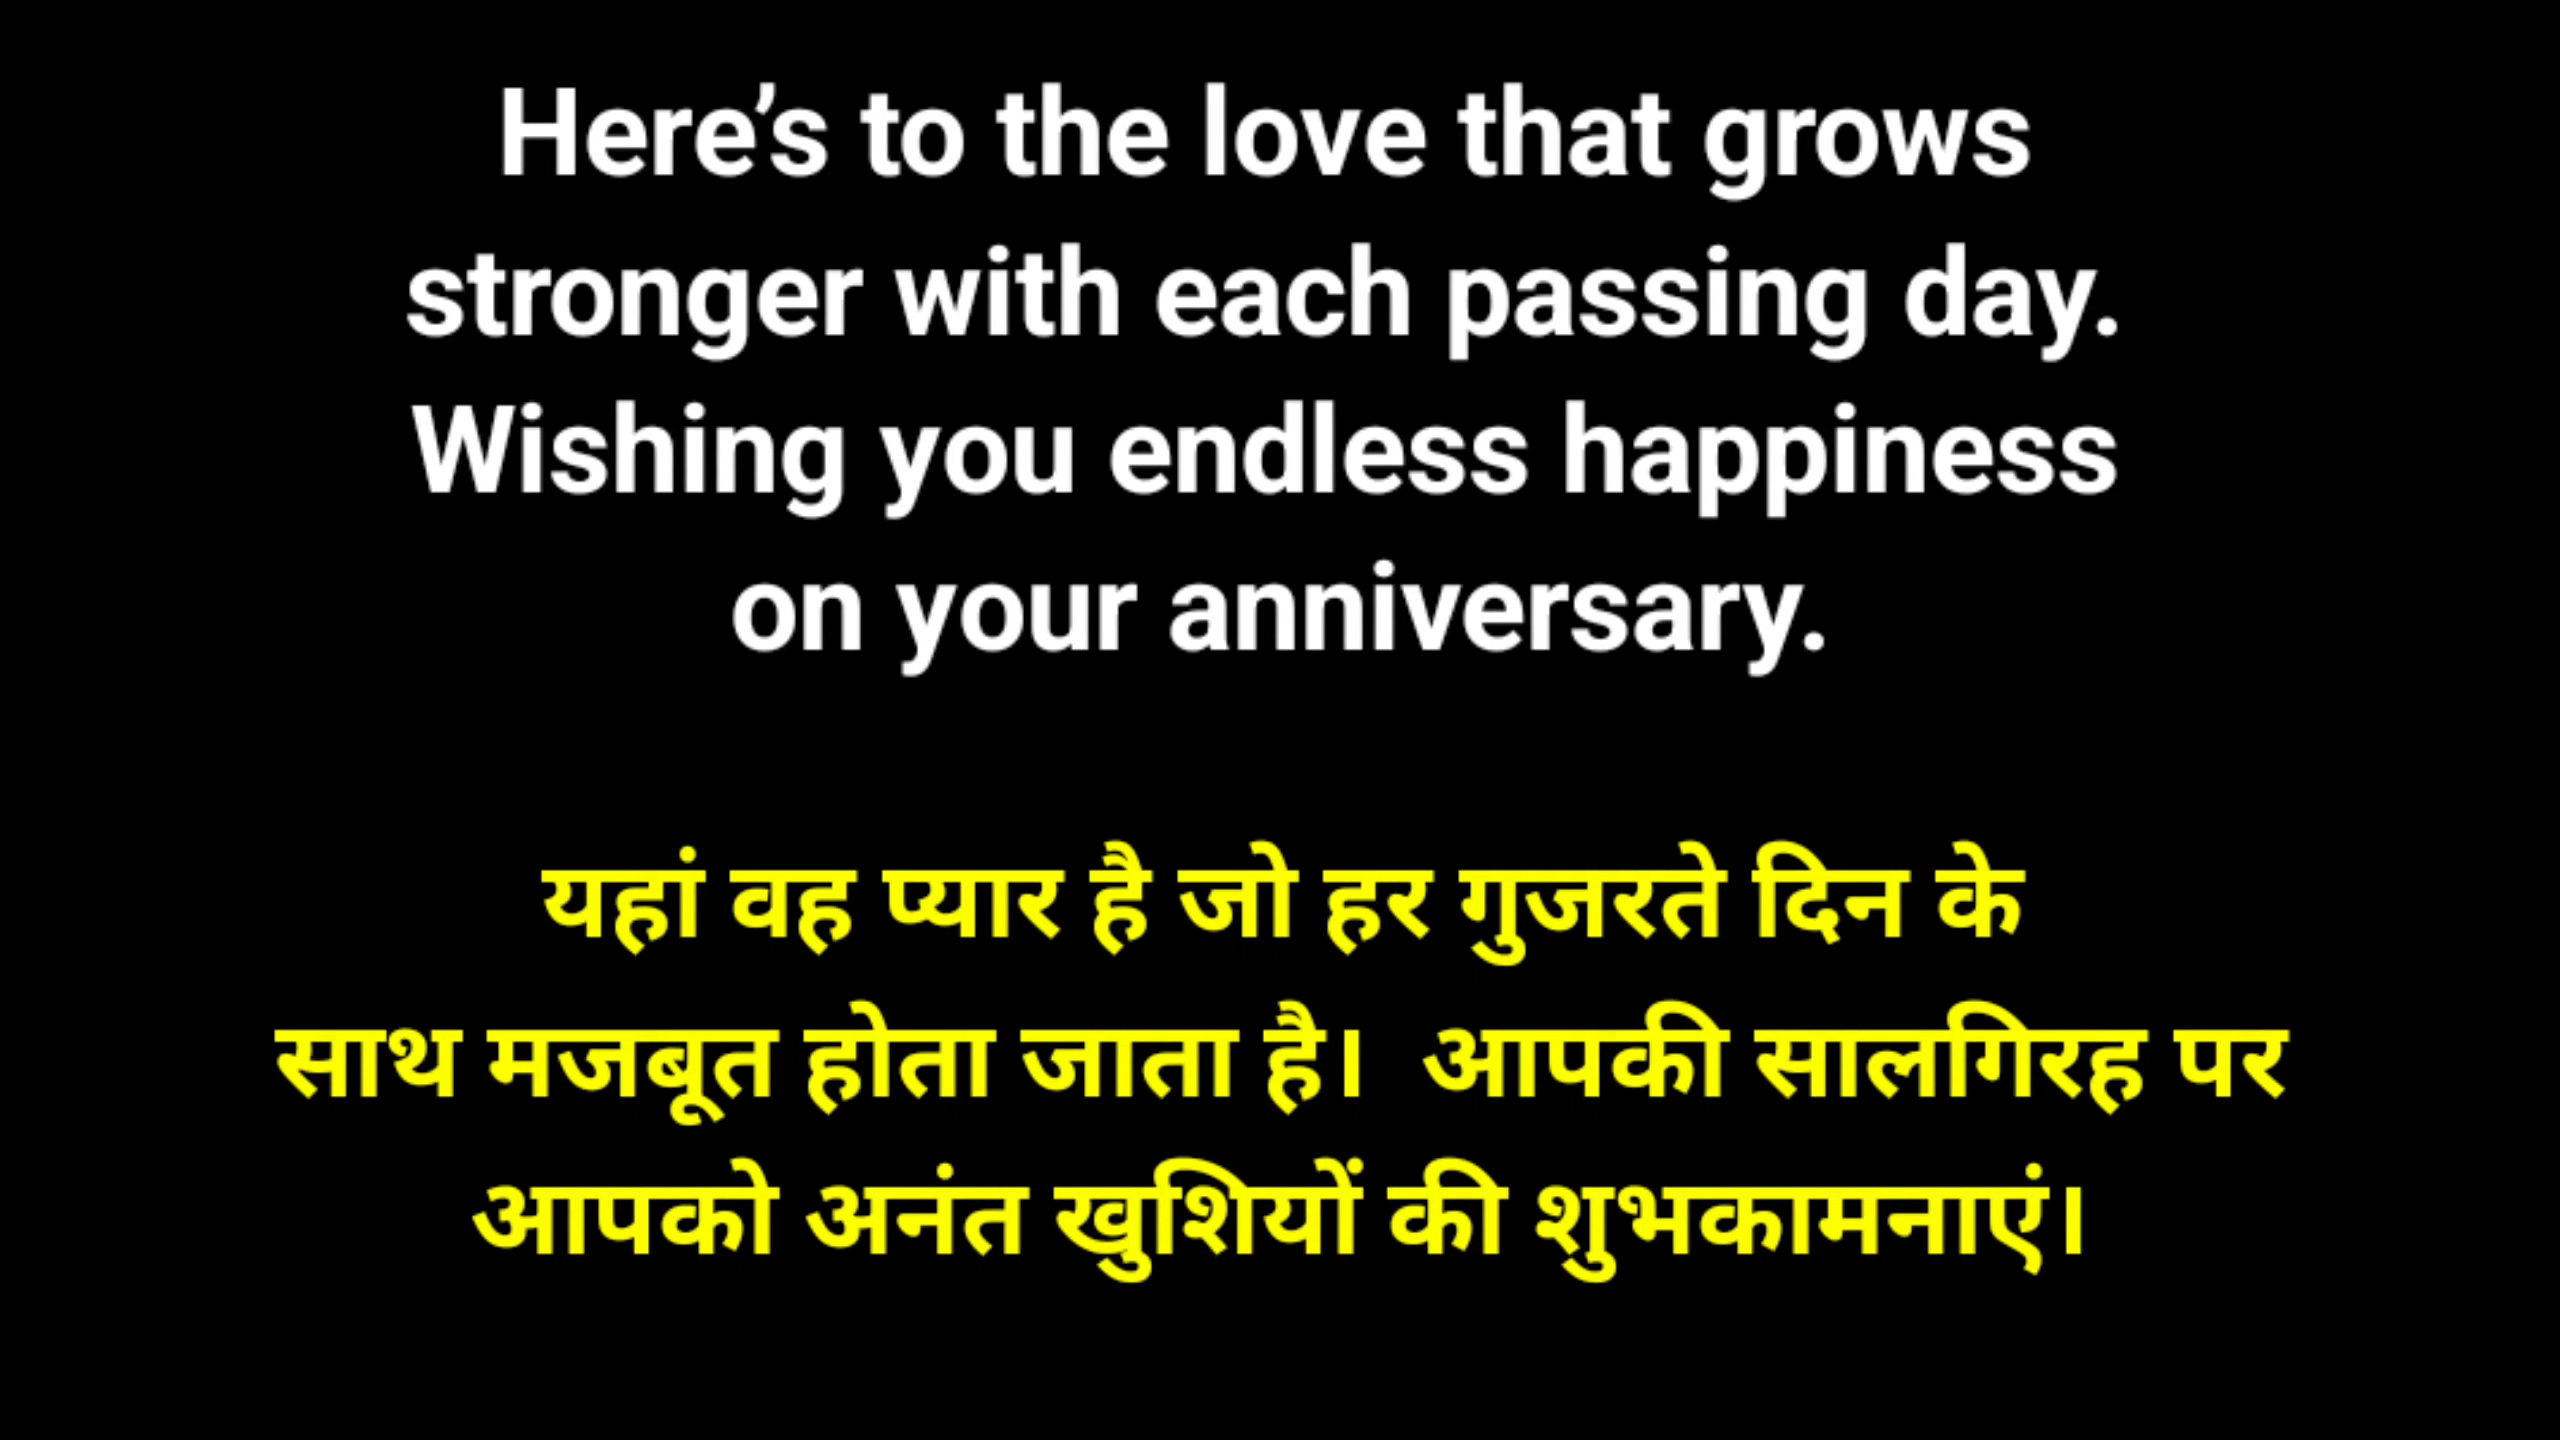 Here’s to the love that grows
stronger with each passing day.
Wishing you endless happiness
on your anniversary.
यहां वह प्यार है जो हर गुजरते दिन के
साथ मजबूत होता जाता है।  आपकी सालगिरह पर
आपको अनंत खुशियों की शुभकामनाएं।